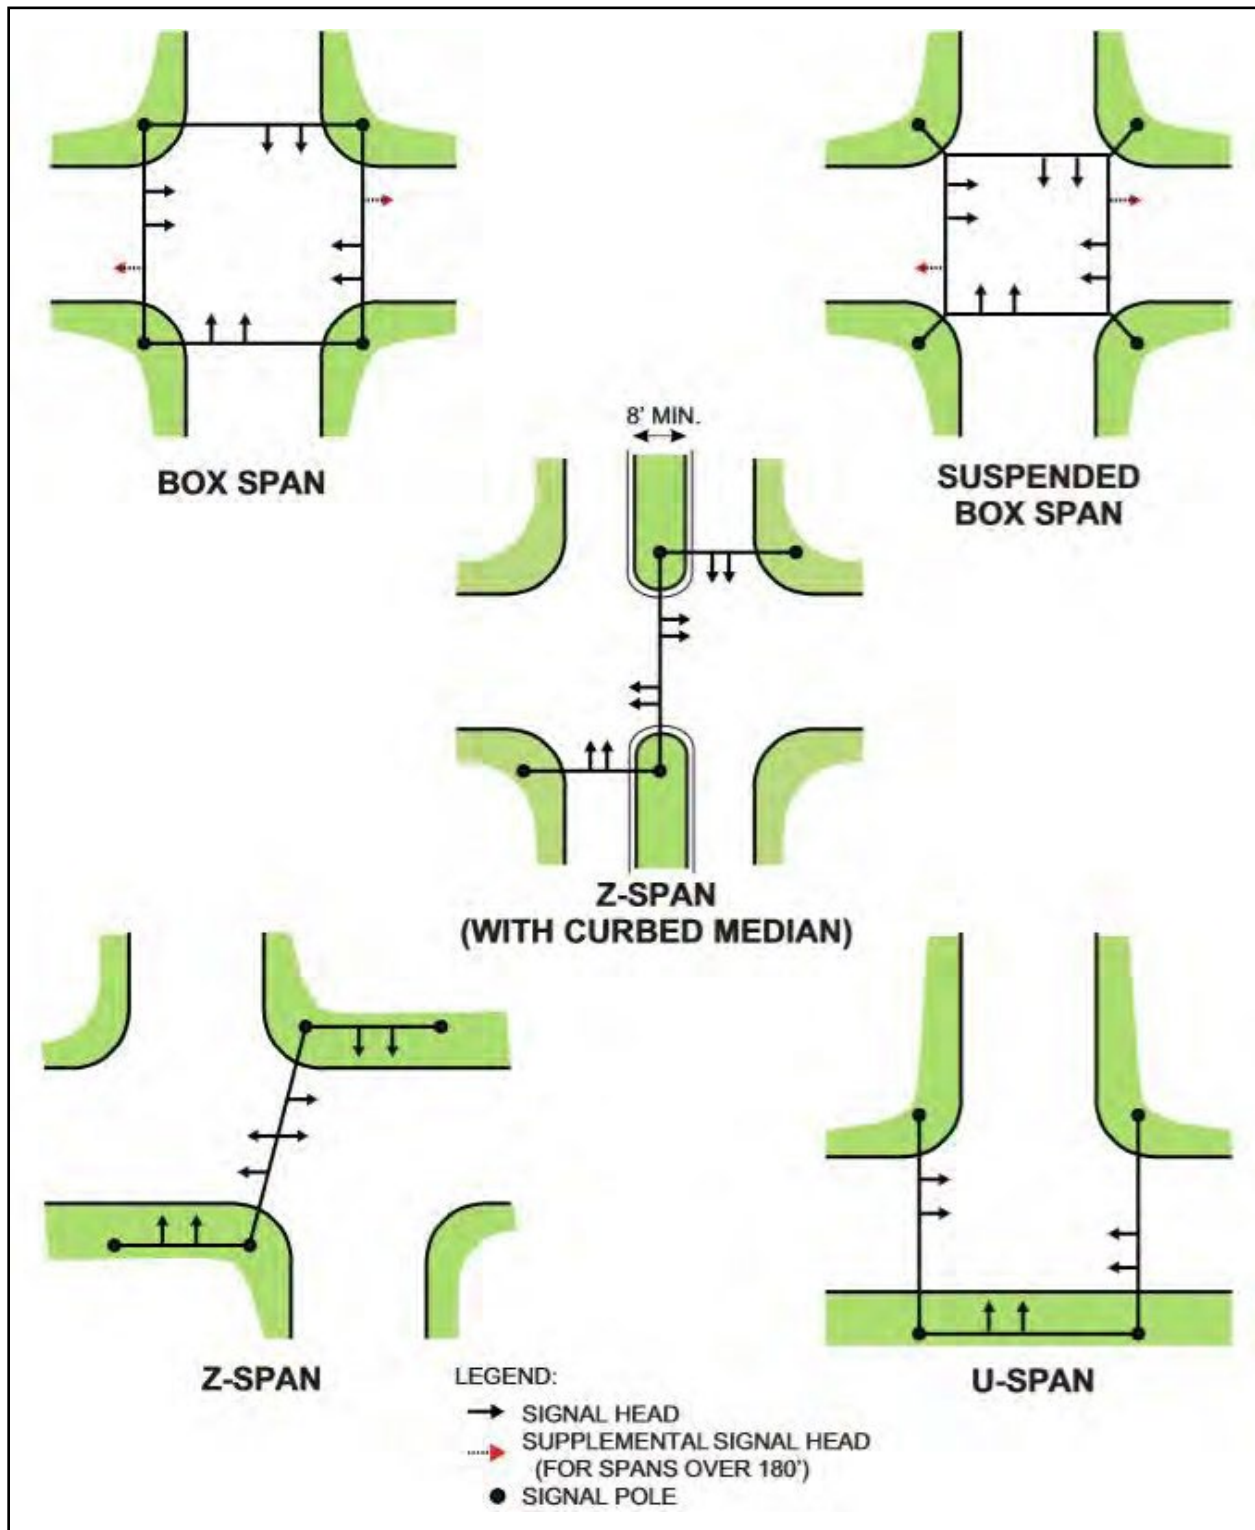 BOX SPAN
SUSPENDED
BOX SPAN
8' MIN.
Z-SPAN
(WITH CURBED MEDIAN)
Z-SPAN
U-SPAN
LEGEND:
SIGNAL HEAD
SUPPLEMENTAL SIGNAL HEAD
(FOR SPANS OVER 180')
SIGNAL POLE